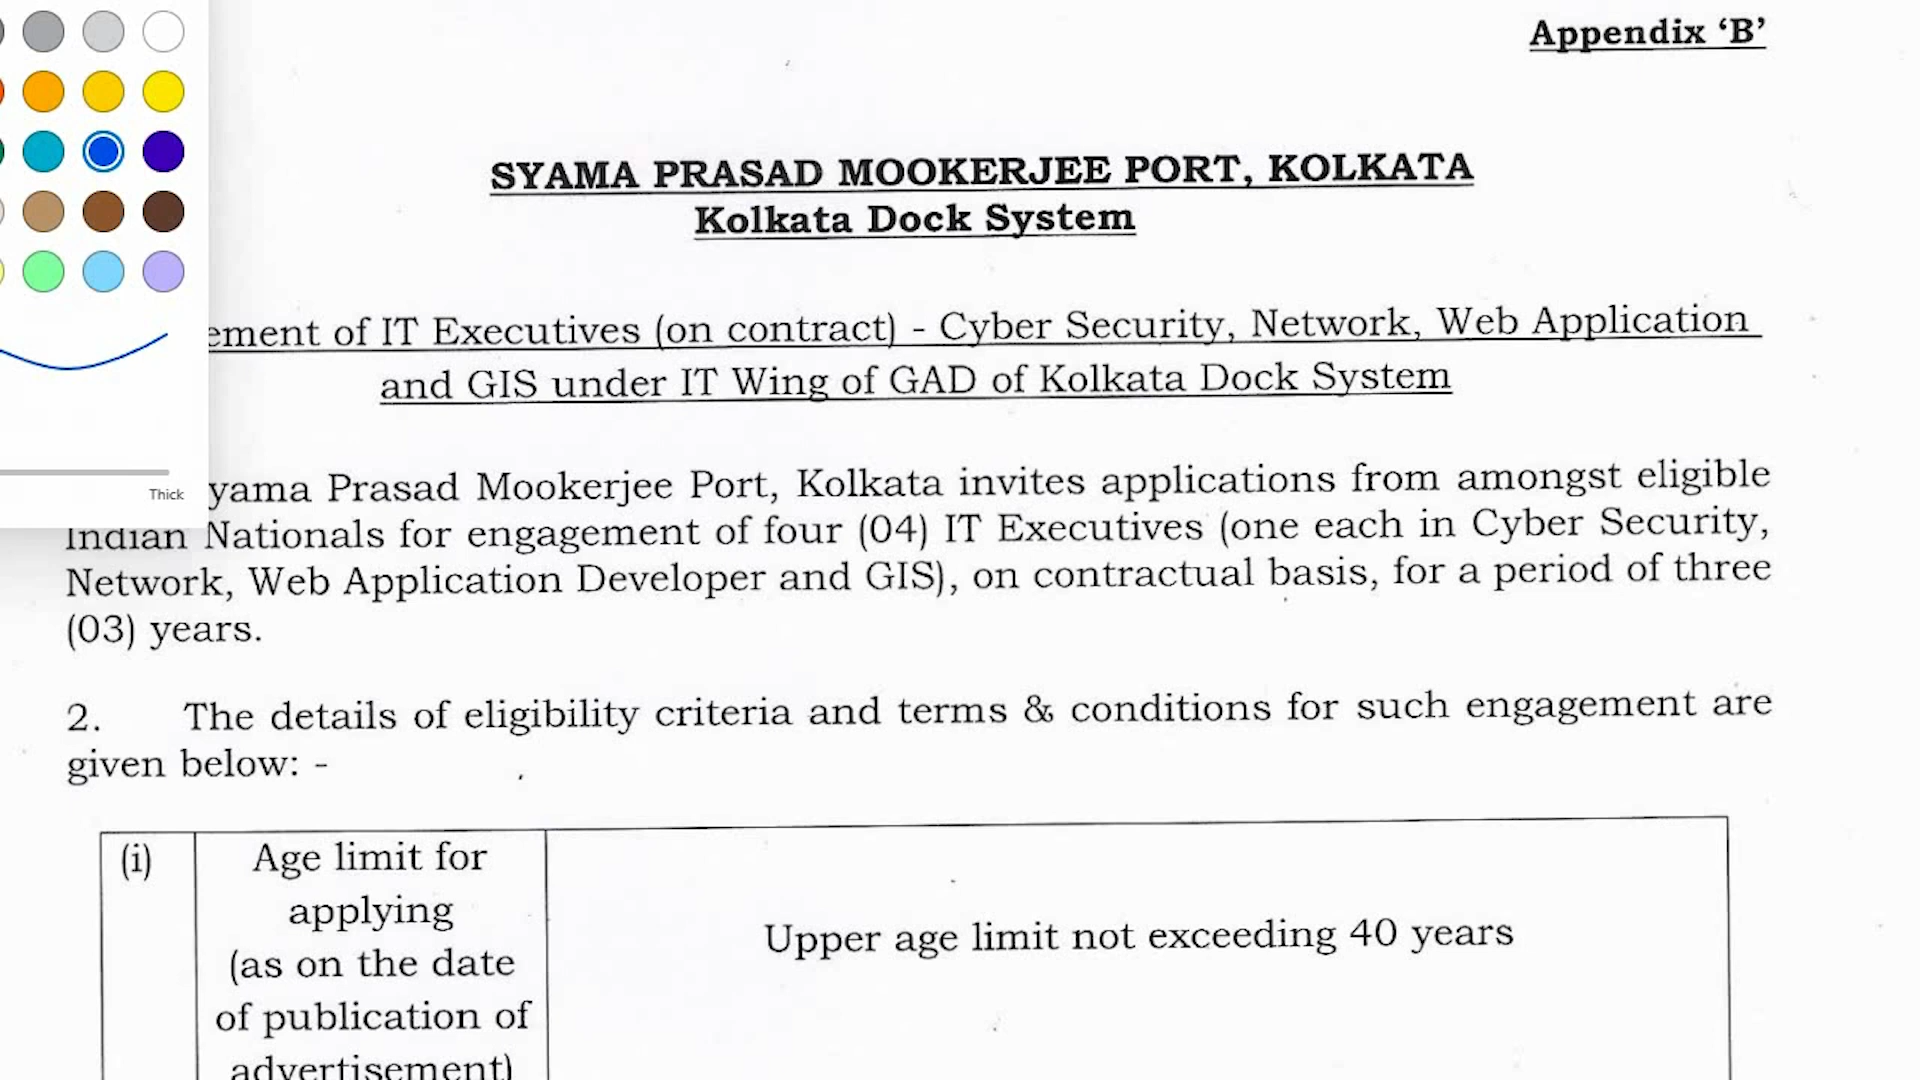 Appendix ‘B’
SYAMA PRASAD MOOKERJEE PORT, KOLKATA
Kolkata Dock System
ement of IT Executives (on contract) - Cyber Security, Network, Web Application
and GIS under IT Wing of GAD of Kolkata Dock System
yama Prasad Mookerjee Port, Kolkata invites applications from amongst eligible
Thick
Indian Nationals for engagement of four (04) IT Executives (one each in Cyber Security,
Network, Web Application Developer and GIS), on contractual basis, for a period of three
(03) years.
2. The details of eligibility criteria and terms & conditions for such engagement are
given below: -
(i) Age limit for
applying
(as on the date
of publication of
advertisement)
Upper age limit not exceeding 40 years